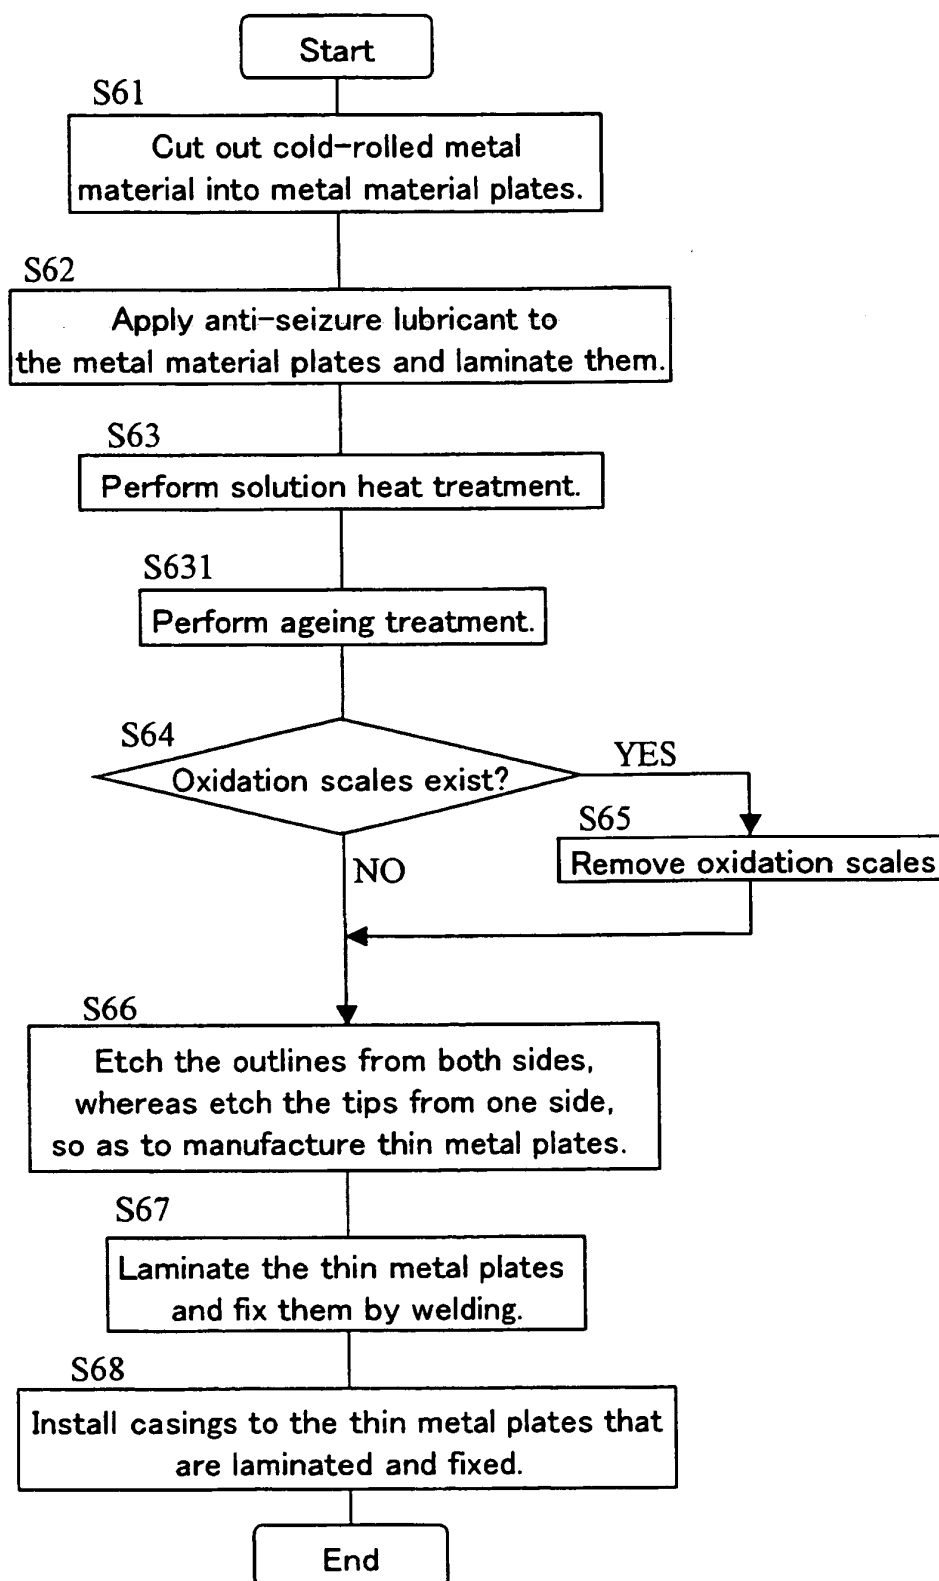 Start
S61
Cut out cold-rolled metal
material into metal material plates.
S62
Apply anti-seizure lubricant to
the metal material plates and laminate them.
S63
Perform solution heat treatment.
S631
Perform ageing treatment.
S64
Oxidation scales exist?
YES
S65
Remove oxidation scales
NO
S66
Etch the outlines from both sides,
whereas etch the tips from one side,
so as to manufacture thin metal plates.
S67
Laminate the thin metal plates
and fix them by welding.
S68
Install casings to the thin metal plates that
are laminated and fixed.
End